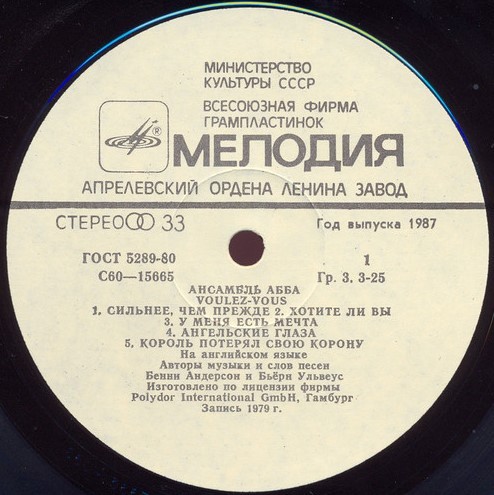 МИНИСТЕРСТВО
КУЛЬТУРЫ СССР
ВСЕСОЮЗНАЯ ФИРМА
ГРАМПЛАСТИНОК
®
МЕЛОДИЯ
АПРЕЛЕВСКИЙ ОРДЕНА ЛЕНИНА ЗАВОД
СТЕРЕО 33 Год выпуска 1987
ГОСТ 5289-80 1
С60—15665 Гр. 3. 3-25
АНСАМБЛЬ АББА
VOULEZ-VOUS
1. СИЛЬНЕЕ, ЧЕМ ПРЕЖДЕ 2. ХОТИТЕ ЛИ ВЫ
3. У МЕНЯ ЕСТЬ МЕЧТА
4. АНГЕЛЬСКИЕ ГЛАЗА
5. КОРОЛЬ ПОТЕРЯЛ СВОЮ КОРОНУ
На английском языке
Авторы музыки и слов песен
Бенни Андерсон и Бьёрн Ульвеус
Изготовлено по лицензии фирмы
Polydor International GmbH, Гамбург
Запись 1979 г.